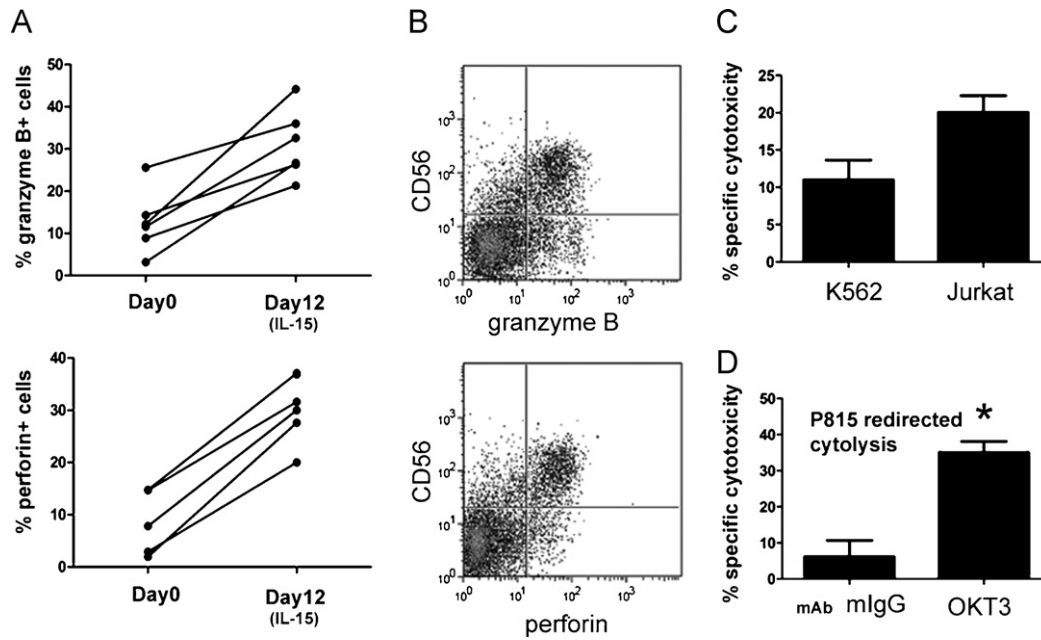 A
% granzyme B+ cells
50
40
30
20
10
0
Day0
Day12
(IL-15)
% perforin+ cells
40
30
20
10
0
Day0
Day12
(IL-15)
B
CD56
10³
10²
10¹
10⁰
10⁰ 10¹ 10² 10³
granzyme B
CD56
10³
10²
10¹
10⁰
10⁰ 10¹ 10² 10³
perforin
C
% specific cytotoxicity
25
20
15
10
5
0
K562
Jurkat
D
% specific cytotoxicity
50
40
30
20
10
0
P815 redirected
cytolysis
*
mAb mIgG
OKT3